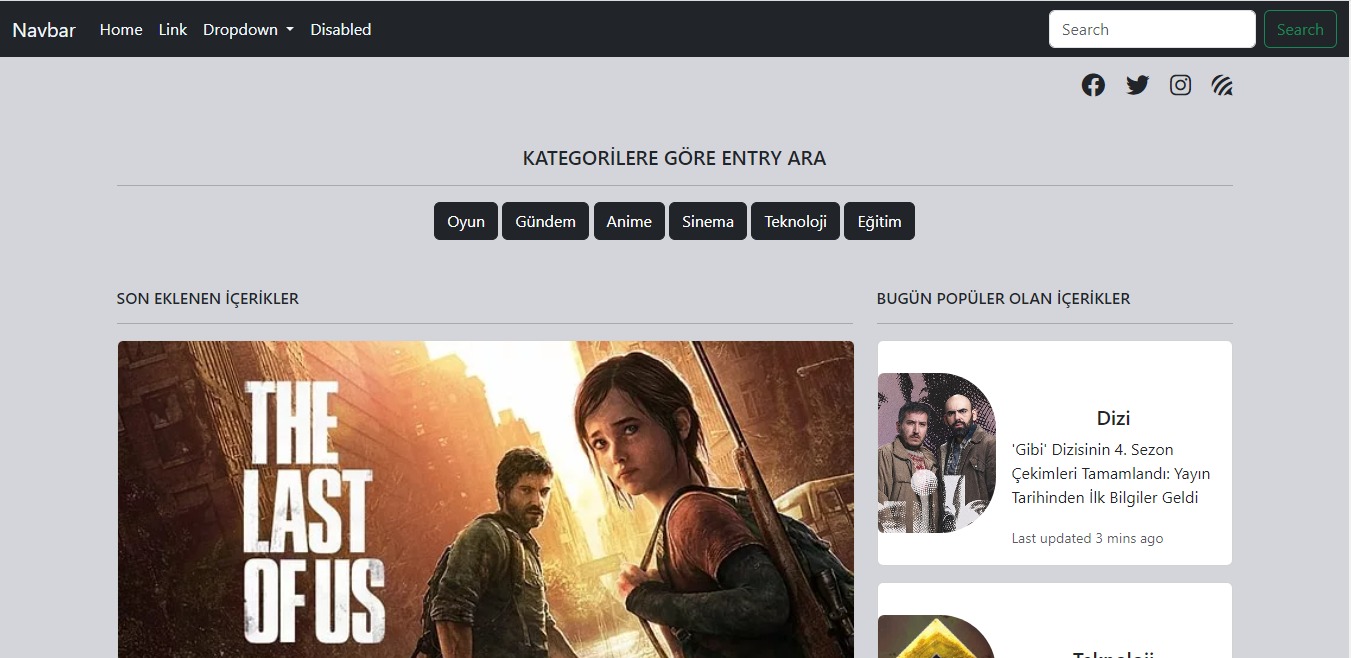 Navbar Home Link Dropdown Disabled Search Search
KATEGORİLERE GÖRE ENTRY ARA
Oyun Gündem Anime Sinema Teknoloji Eğitim
SON EKLENEN İÇERİKLER
THE
LAST
OF US
BUGÜN POPÜLER OLAN İÇERİKLER
Dizi
'Gibi' Dizisinin 4. Sezon
Çekimleri Tamamlandı: Yayın
Tarihinden İlk Bilgiler Geldi
Last updated 3 mins ago
Teknoloji